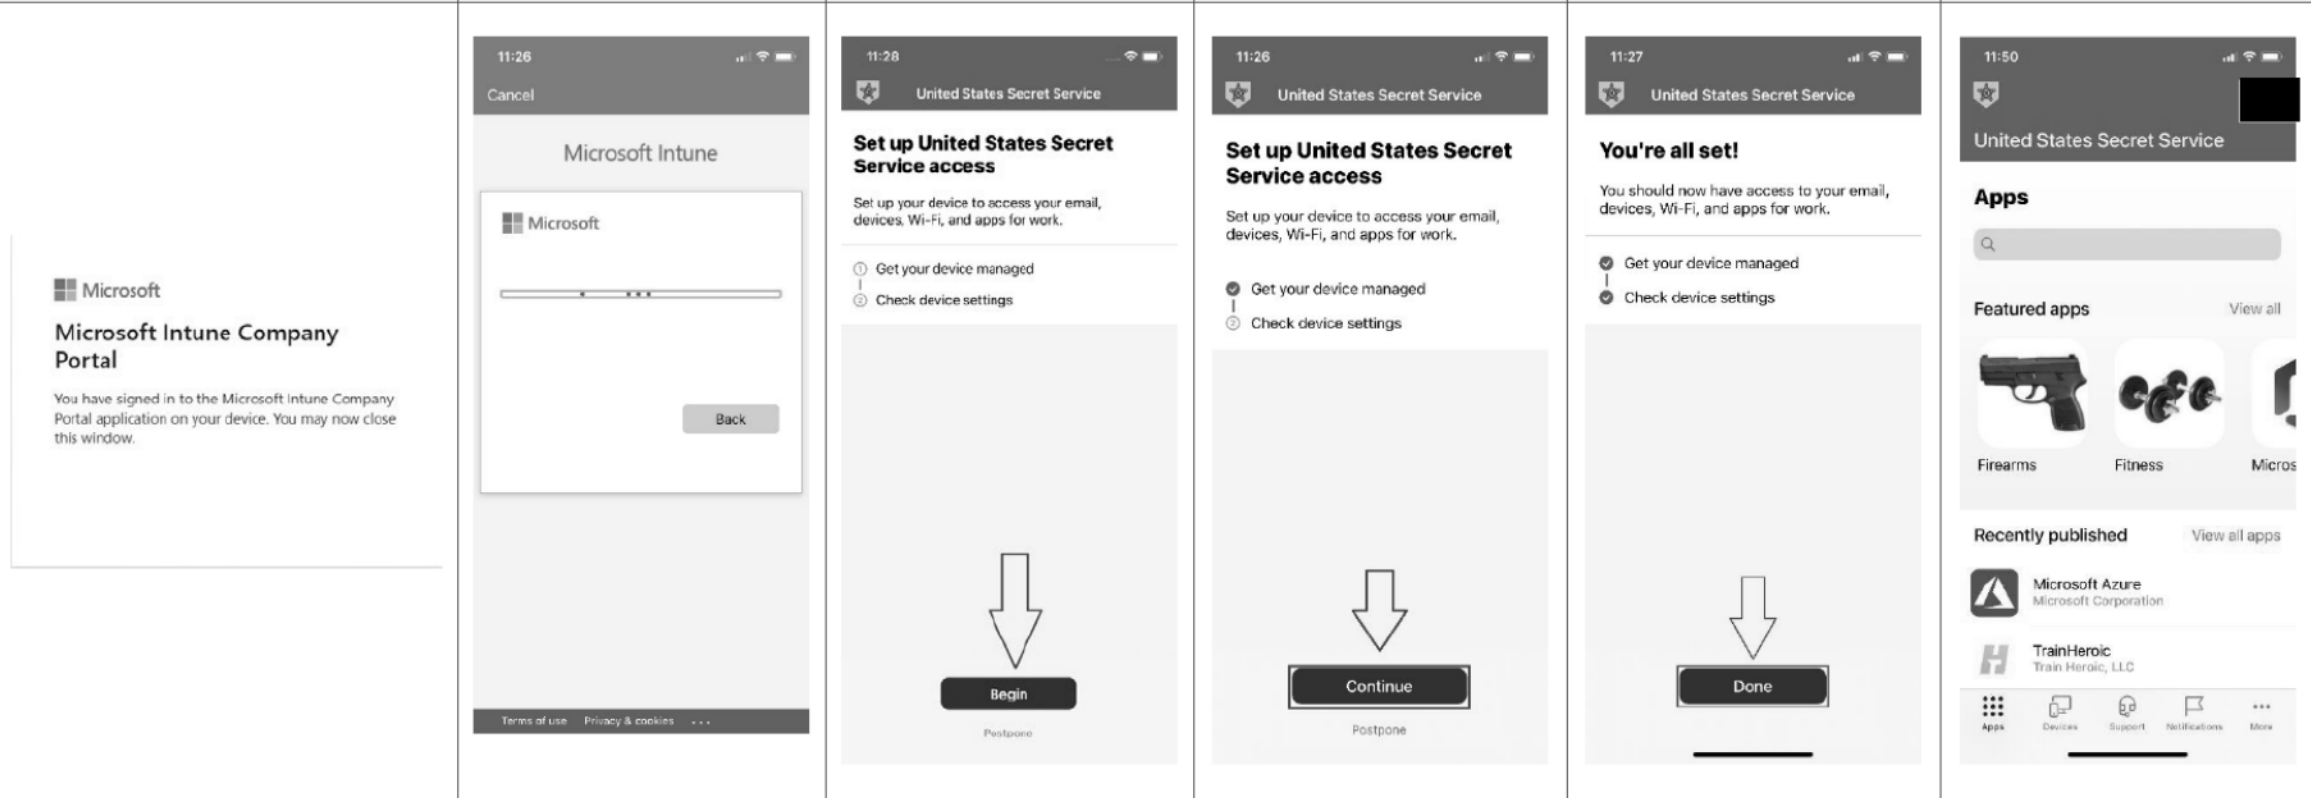 Microsoft
Microsoft Intune Company
Portal
You have signed in to the Microsoft Intune Company
Portal application on your device. You may now close
this window.
11:26
Cancel
Microsoft Intune
Microsoft
Back
Terms of use Privacy & cookies ...
11:28
United States Secret Service
Set up United States Secret
Service access
Set up your device to access your email,
devices, Wi-Fi, and apps for work.
1 Get your device managed
2 Check device settings
Begin
Postpone
11:26
United States Secret Service
Set up United States Secret
Service access
Set up your device to access your email,
devices, Wi-Fi, and apps for work.
Get your device managed
2 Check device settings
Continue
Postpone
11:27
United States Secret Service
You're all set!
You should now have access to your email,
devices, Wi-Fi, and apps for work.
Get your device managed
Check device settings
Done
11:50
United States Secret Service
Apps
Featured apps View all
Firearms Fitness Micros
Recently published View all apps
Microsoft Azure
Microsoft Corporation
TrainHeroic
Train Heroic, LLC
Apps Devices Support Notifications More